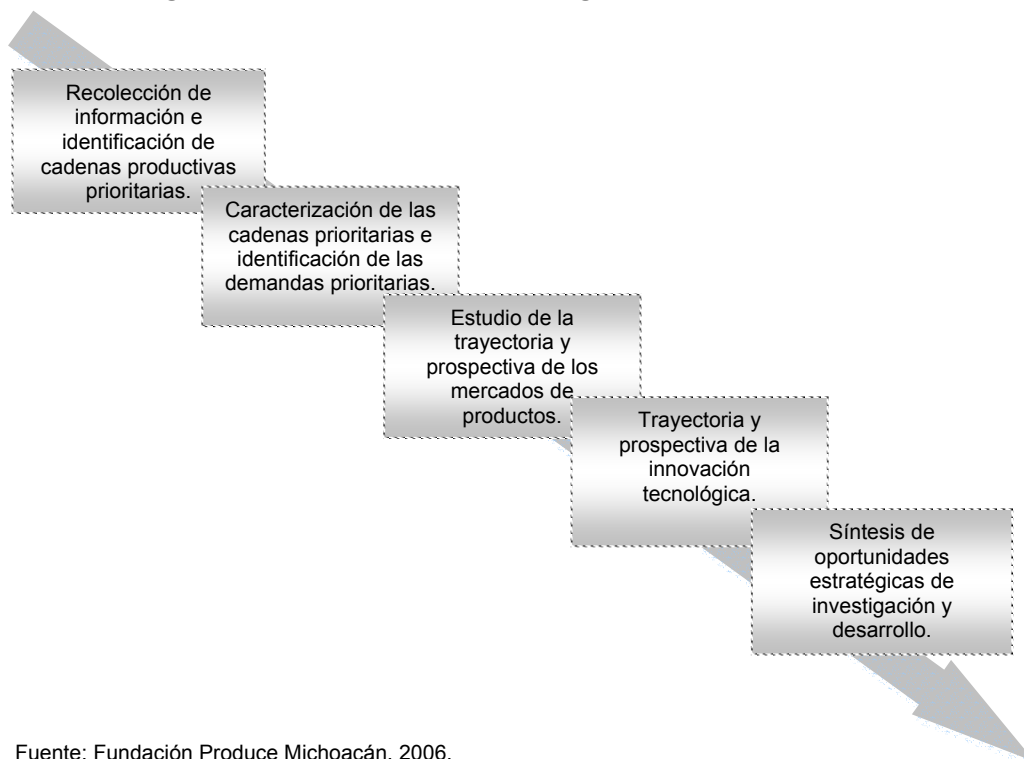 Recolección de
información e
identificación de
cadenas productivas
prioritarias.
Caracterización de las
cadenas prioritarias e
identificación de las
demandas prioritarias.
Estudio de la
trayectoria y
prospectiva de los
mercados de
productos.
Trayectoria y
prospectiva de la
innovación
tecnológica.
Síntesis de
oportunidades
estratégicas de
investigación y
desarrollo.
Fuente: Fundación Produce Michoacán, 2006.